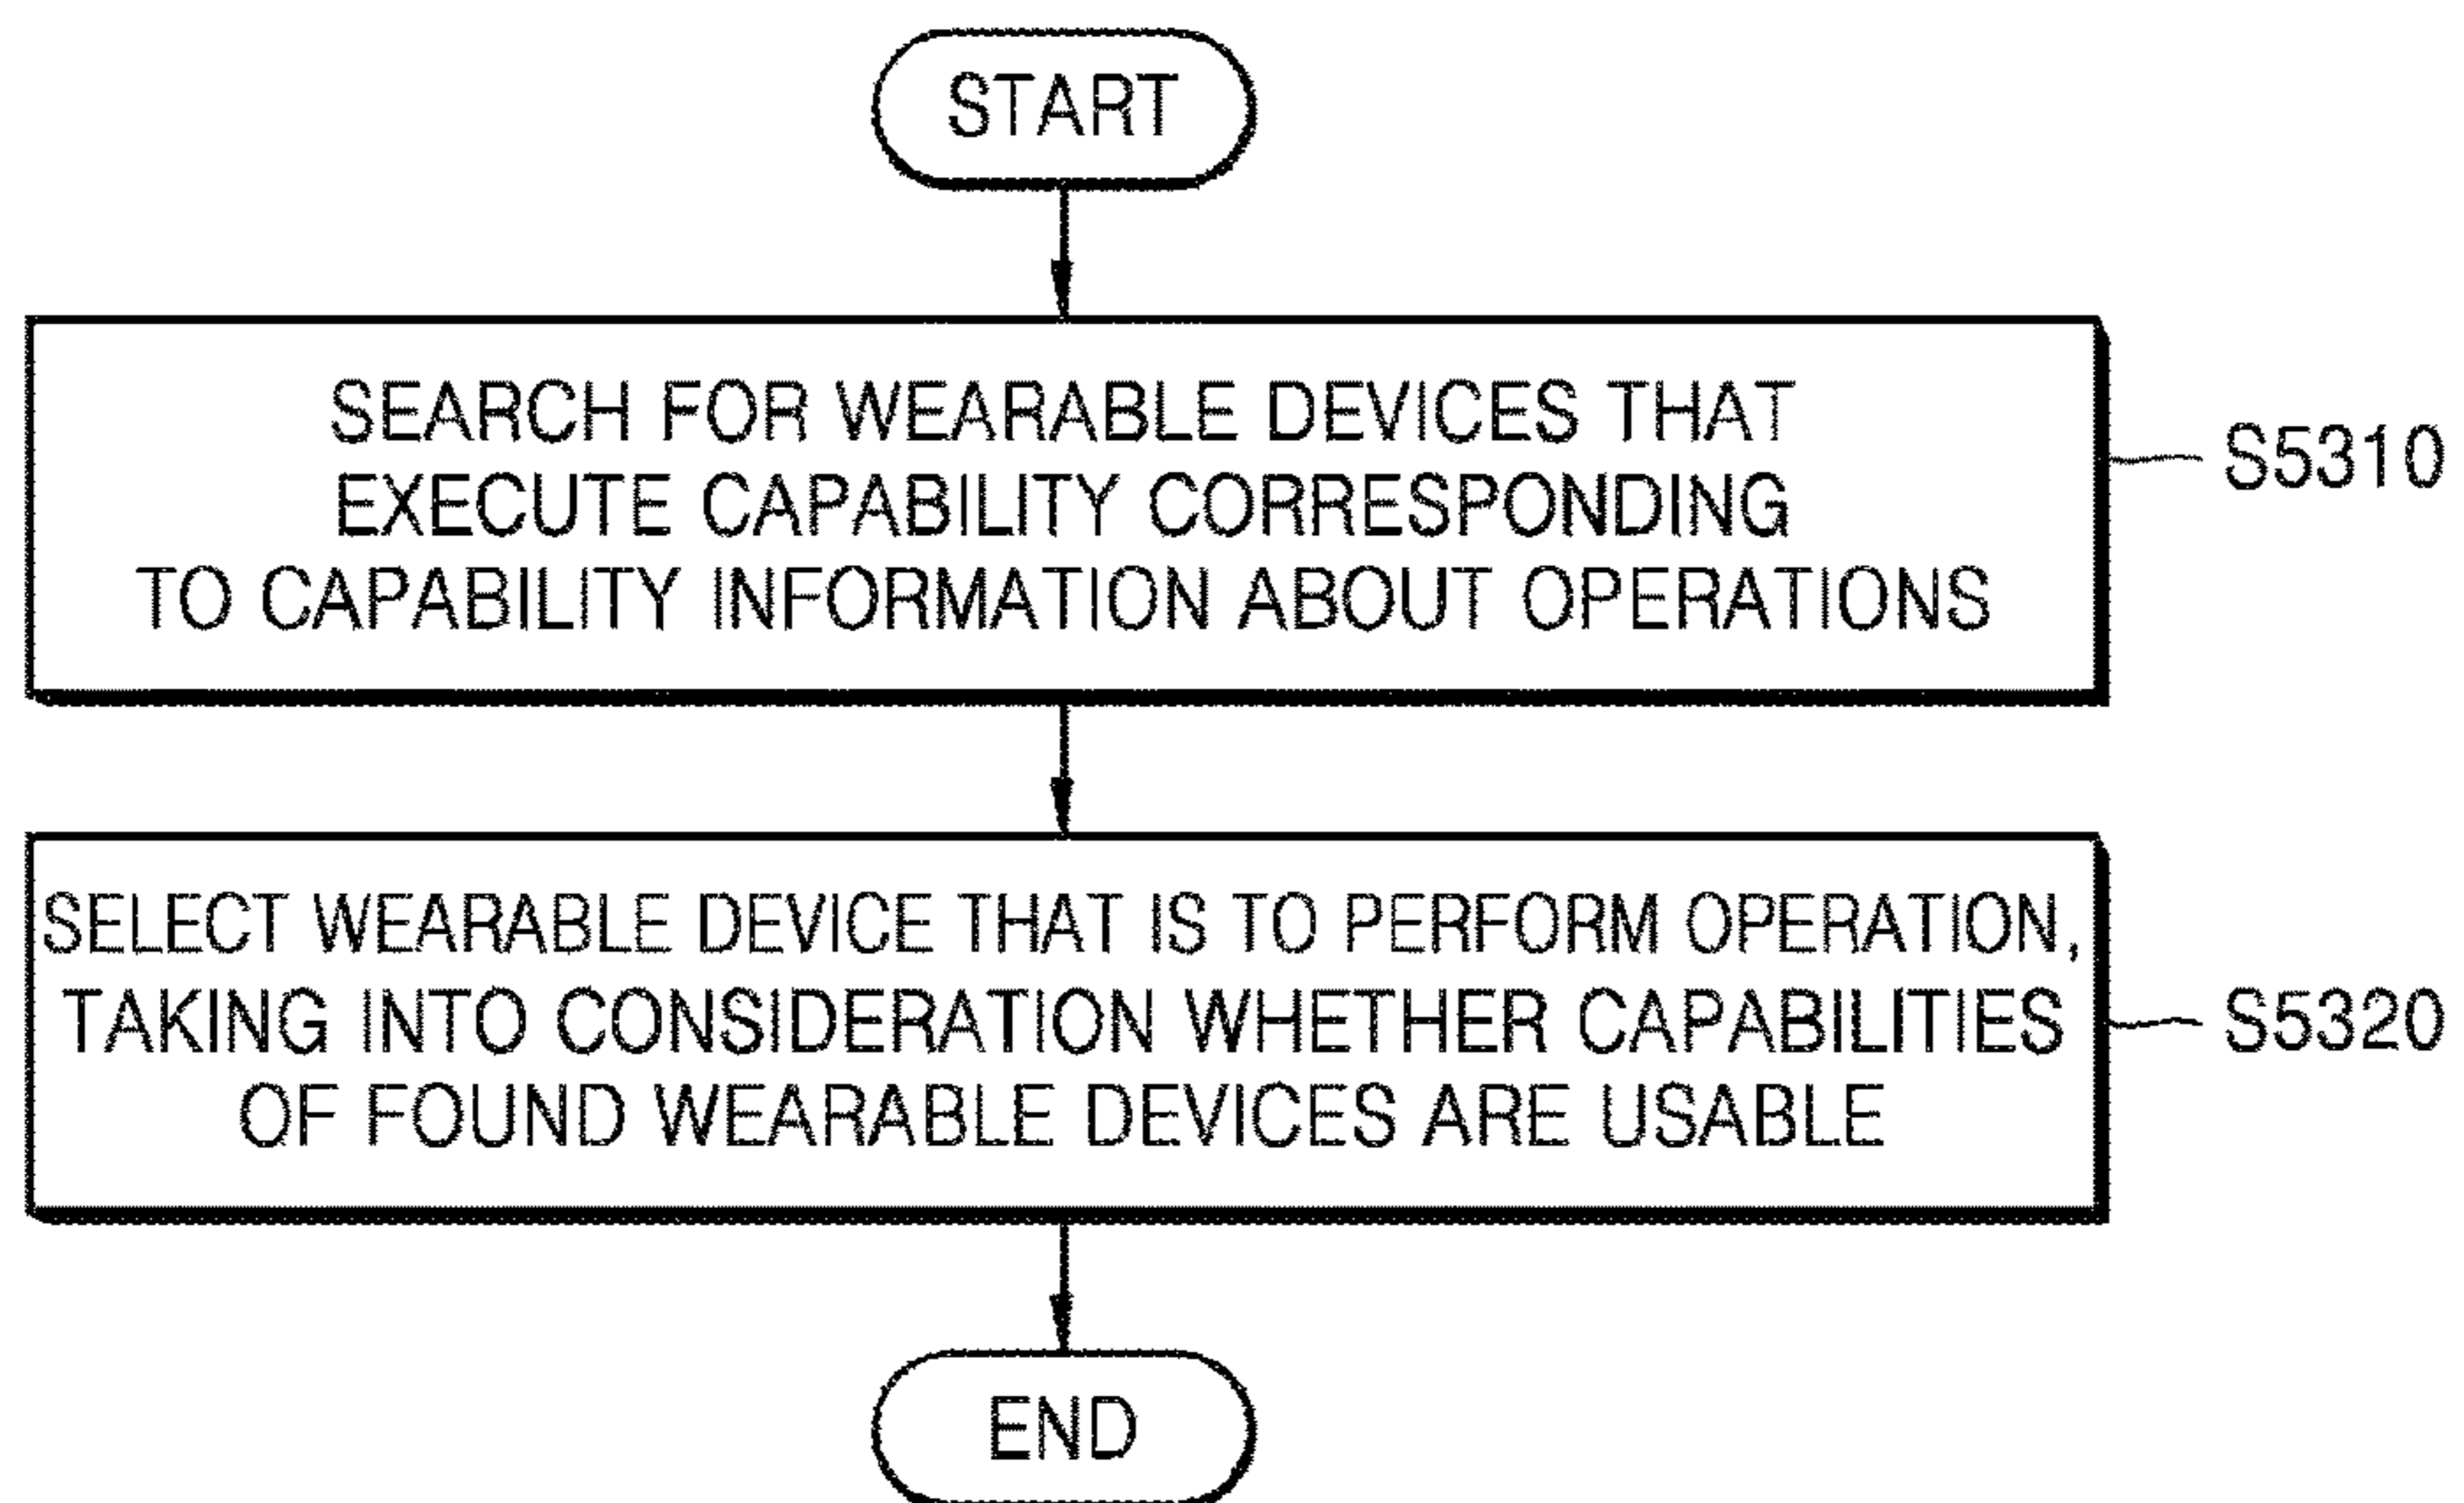 START
SEARCH FOR WEARABLE DEVICES THAT
EXECUTE CAPABILITY CORRESPONDING
TO CAPABILITY INFORMATION ABOUT OPERATIONS
S5310
SELECT WEARABLE DEVICE THAT IS TO PERFORM OPERATION,
TAKING INTO CONSIDERATION WHETHER CAPABILITIES
OF FOUND WEARABLE DEVICES ARE USABLE
S5320
END